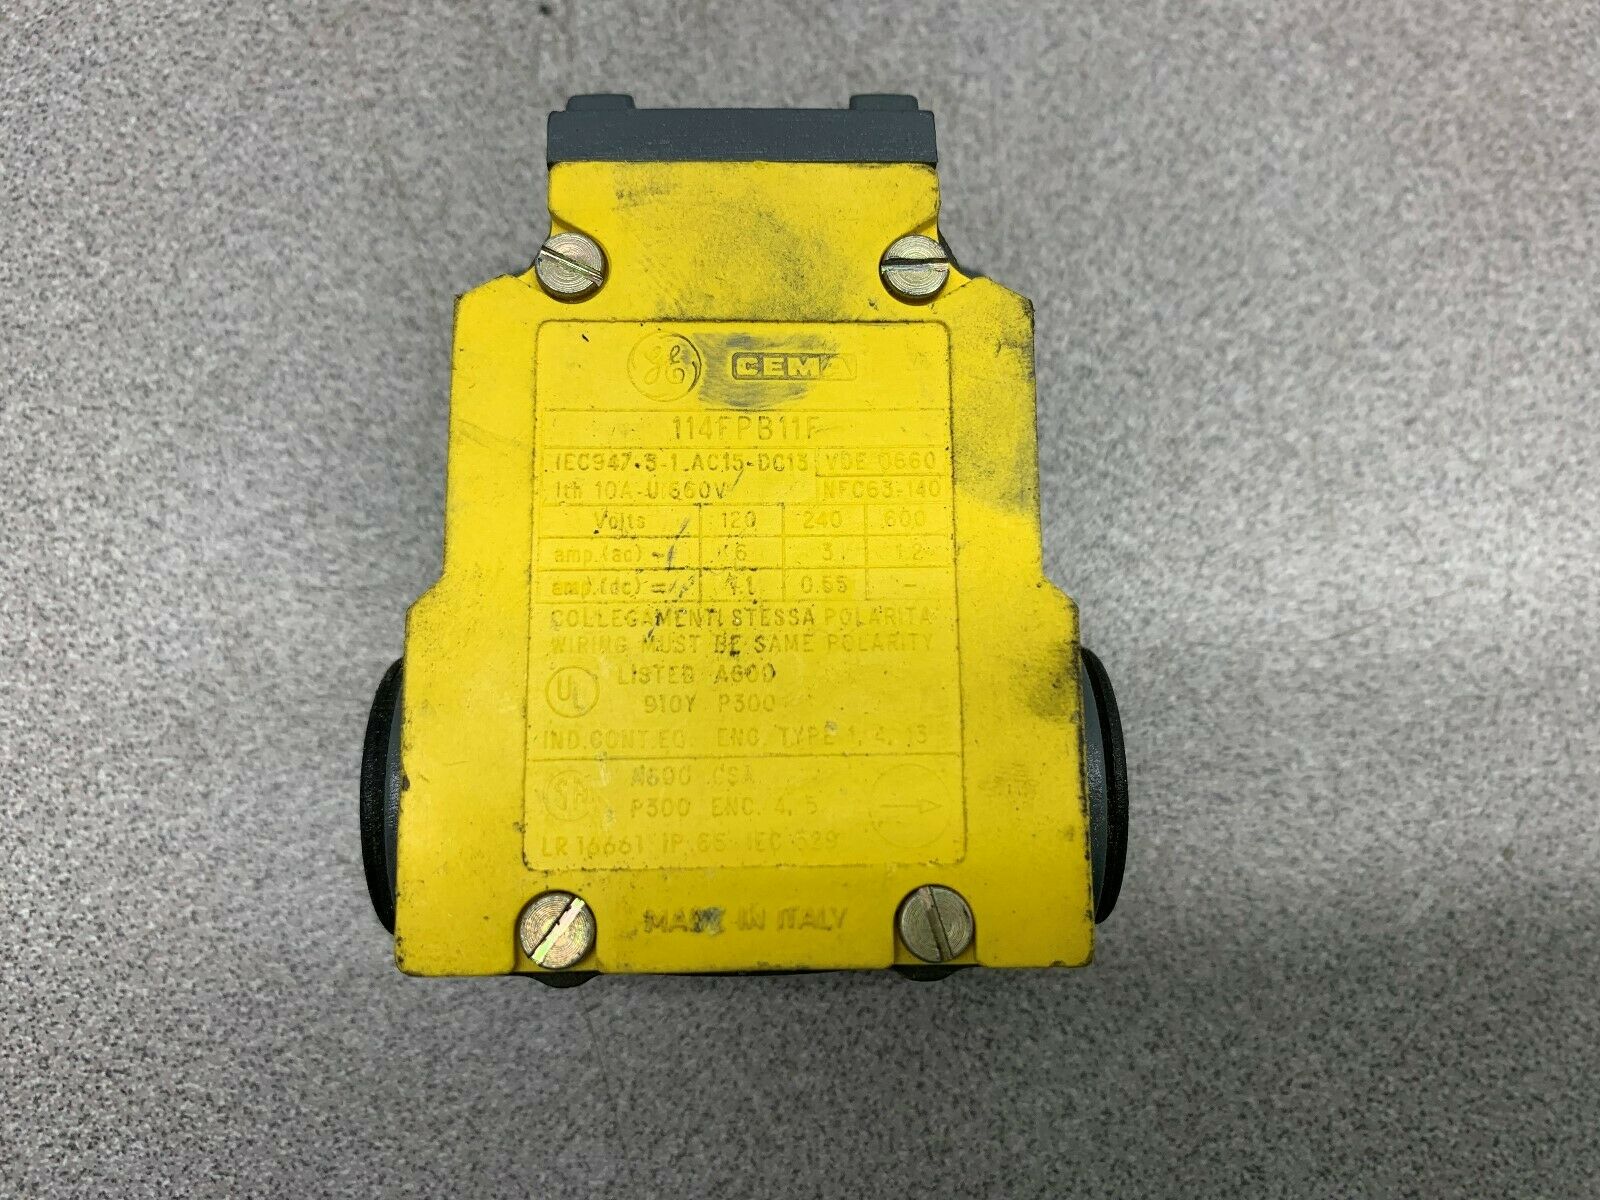 GE CEMA
114FPB11F
IEC947-5-1 AC15-DC13 VDE 0660
Ith 10A-Ui 660V NFC63-140
Volts 120 240 600
amp.(ac) ~ 6 3 1.2
amp.(dc) = 1.1 0.55 -
COLLEGAMENTI STESSA POLARITA
WIRING MUST BE SAME POLARITY
UL LISTED A600
910Y P300
IND.CONT.EQ. ENC. TYPE 1, 4, 13
SA A600 CSA
P300 ENC. 4, 5
LR 16661 IP 65 IEC 529
MADE IN ITALY